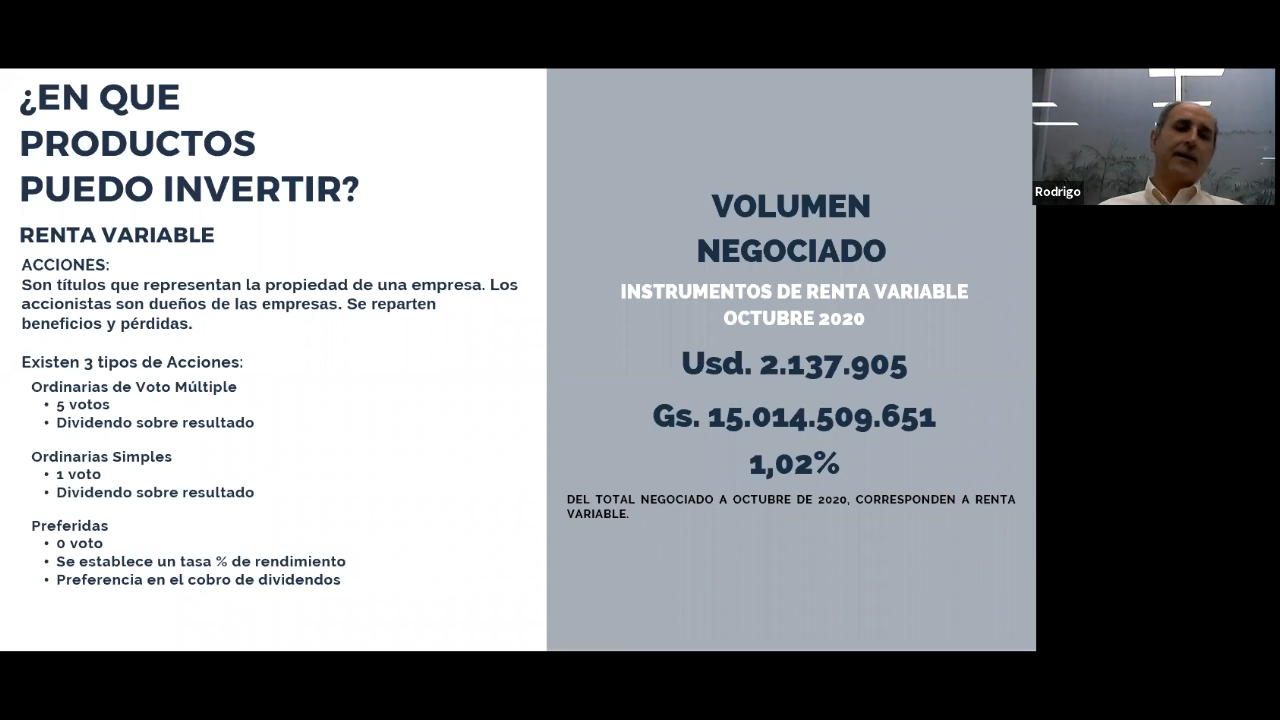 ¿EN QUE
PRODUCTOS
PUEDO INVERTIR?
RENTA VARIABLE
ACCIONES:
Son títulos que representan la propiedad de una empresa. Los
accionistas son dueños de las empresas. Se reparten
beneficios y pérdidas.
Existen 3 tipos de Acciones:
Ordinarias de Voto Múltiple
• 5 votos
• Dividendo sobre resultado
Ordinarias Simples
• 1 voto
• Dividendo sobre resultado
Preferidas
• 0 voto
• Se establece un tasa % de rendimiento
• Preferencia en el cobro de dividendos
VOLUMEN
NEGOCIADO
INSTRUMENTOS DE RENTA VARIABLE
OCTUBRE 2020
Usd. 2.137.905
Gs. 15.014.509.651
1,02%
DEL TOTAL NEGOCIADO A OCTUBRE DE 2020, CORRESPONDEN A RENTA
VARIABLE.
Rodrigo